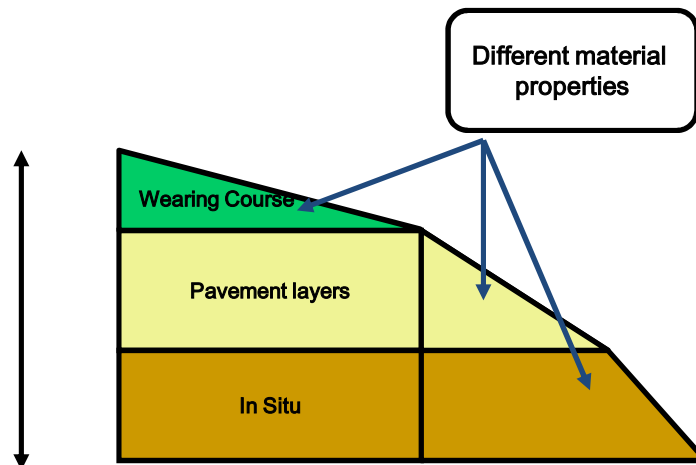 Different material
properties
Wearing Course
Pavement layers
In Situ